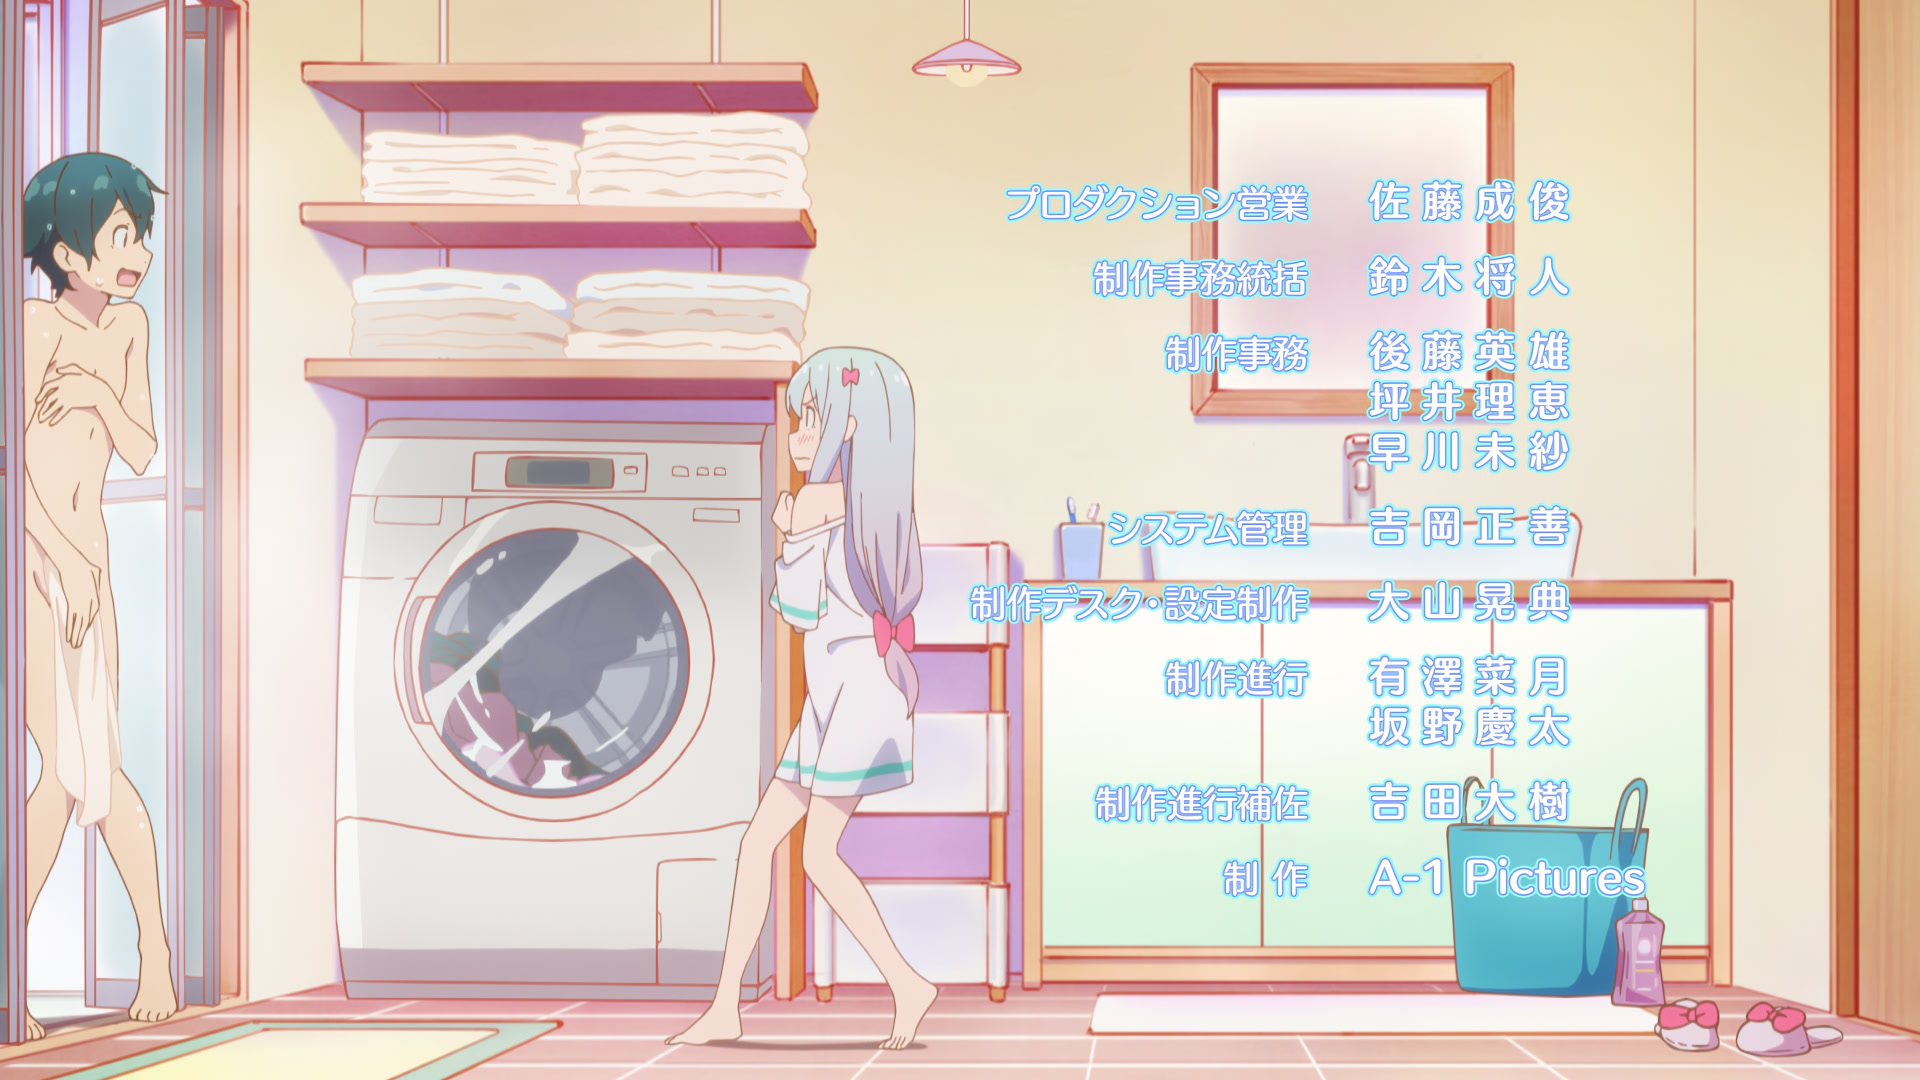 プロダクション営業 佐藤成俊
制作事務統括 鈴木将人
制作事務 後藤英雄
坪井理恵
早川未紗
システム管理 吉岡正善
制作デスク・設定制作 大山晃典
制作進行 有澤菜月
坂野慶太
制作進行補佐 吉田大樹
制作 A-1 Pictures